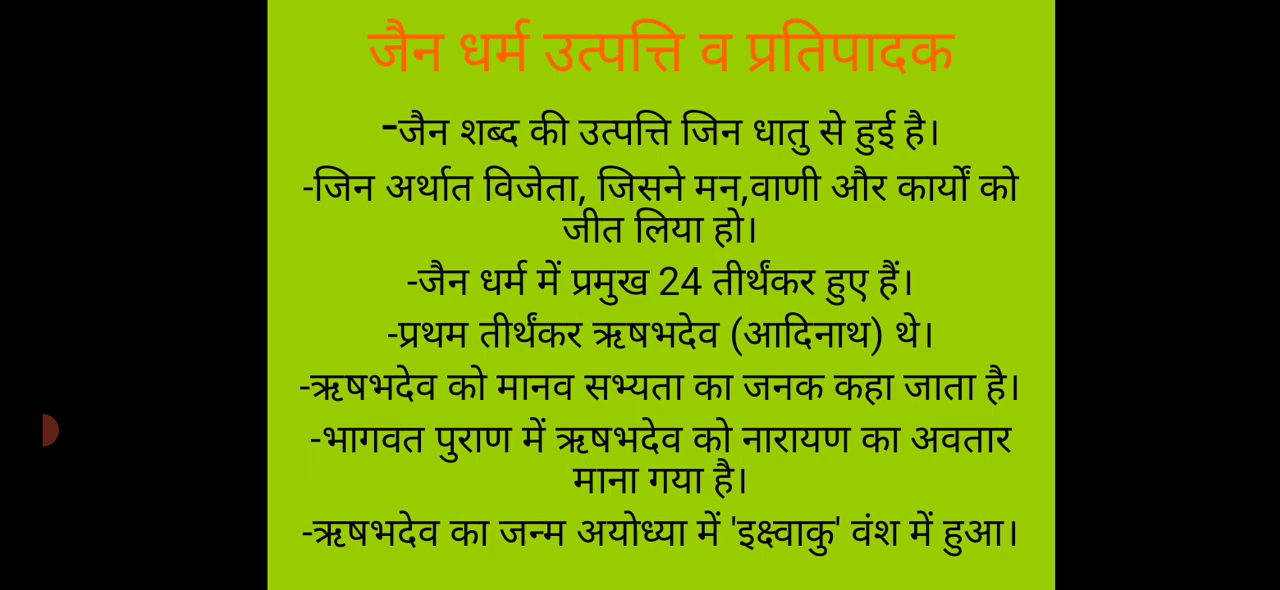 जैन धर्म उत्पत्ति व प्रतिपादक
-जैन शब्द की उत्पत्ति जिन धातु से हुई है।
-जिन अर्थात विजेता, जिसने मन,वाणी और कार्यों को
जीत लिया हो।
-जैन धर्म में प्रमुख 24 तीर्थंकर हुए हैं।
-प्रथम तीर्थंकर ऋषभदेव (आदिनाथ) थे।
-ऋषभदेव को मानव सभ्यता का जनक कहा जाता है।
-भागवत पुराण में ऋषभदेव को नारायण का अवतार
माना गया है।
-ऋषभदेव का जन्म अयोध्या में 'इक्ष्वाकु' वंश में हुआ।